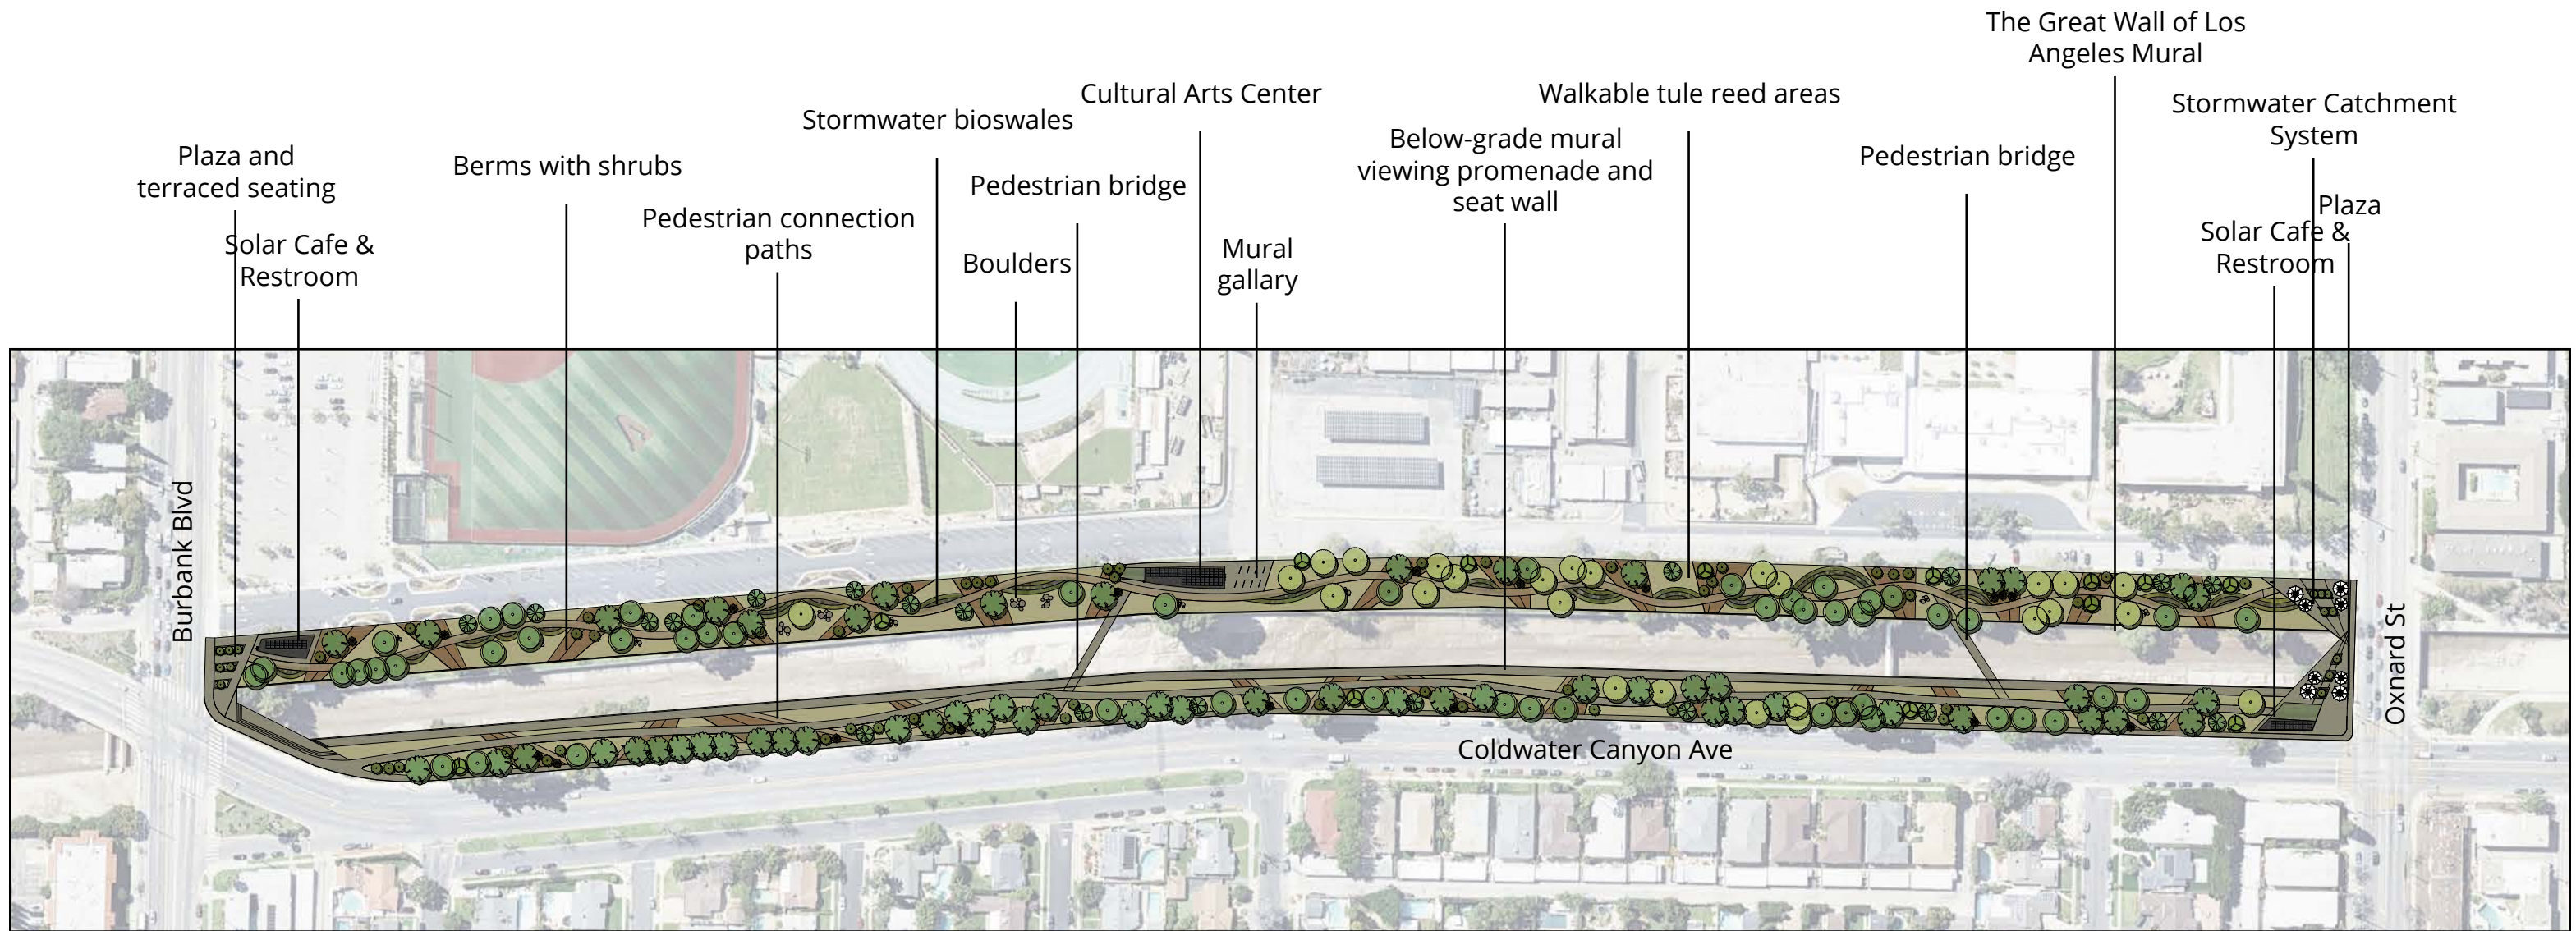 The Great Wall of Los
Angeles Mural
Cultural Arts Center
Walkable tule reed areas
Stormwater Catchment
System
Stormwater bioswales
Below-grade mural
viewing promenade and
seat wall
Plaza and
terraced seating
Berms with shrubs
Pedestrian bridge
Pedestrian bridge
Plaza
Pedestrian connection
paths
Solar Cafe &
Restroom
Boulders
Mural
gallary
Solar Cafe &
Restroom
Burbank Blvd
Oxnard St
Coldwater Canyon Ave